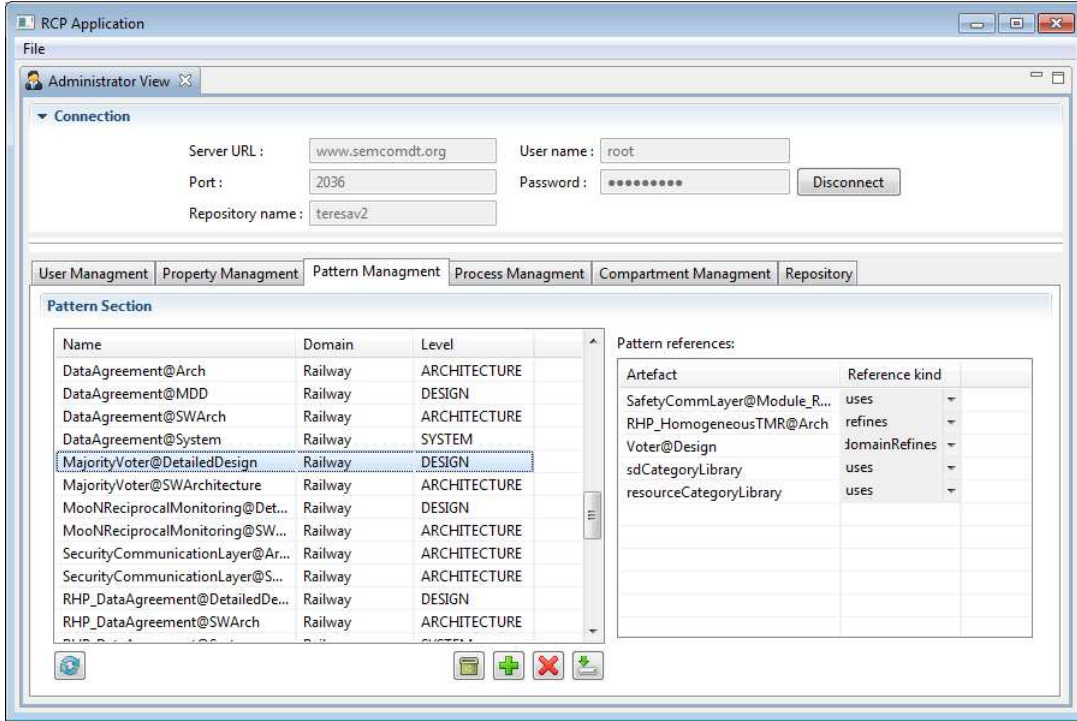 RCP Application
File
Administrator View
Connection
Server URL : www.semcomdt.org User name : root
Port : 2036 Password : ●●●●●●●●● Disconnect
Repository name : teresav2
User Managment Property Managment Pattern Managment Process Managment Compartment Managment Repository
Pattern Section
Name Domain Level
DataAgreement@Arch Railway ARCHITECTURE
DataAgreement@MDD Railway DESIGN
DataAgreement@SWArch Railway ARCHITECTURE
DataAgreement@System Railway SYSTEM
MajorityVoter@DetailedDesign Railway DESIGN
MajorityVoter@SWArchitecture Railway ARCHITECTURE
MooNReciprocalMonitoring@Det... Railway DESIGN
MooNReciprocalMonitoring@SW... Railway ARCHITECTURE
SecurityCommunicationLayer@Ar... Railway ARCHITECTURE
SecurityCommunicationLayer@S... Railway ARCHITECTURE
RHP_DataAgreement@DetailedDe... Railway DESIGN
RHP_DataAgreement@SWArch Railway ARCHITECTURE
Pattern references:
Artefact Reference kind
SafetyCommLayer@Module_R... uses
RHP_HomogeneousTMR@Arch refines
Voter@Design domainRefines
sdCategoryLibrary uses
resourceCategoryLibrary uses